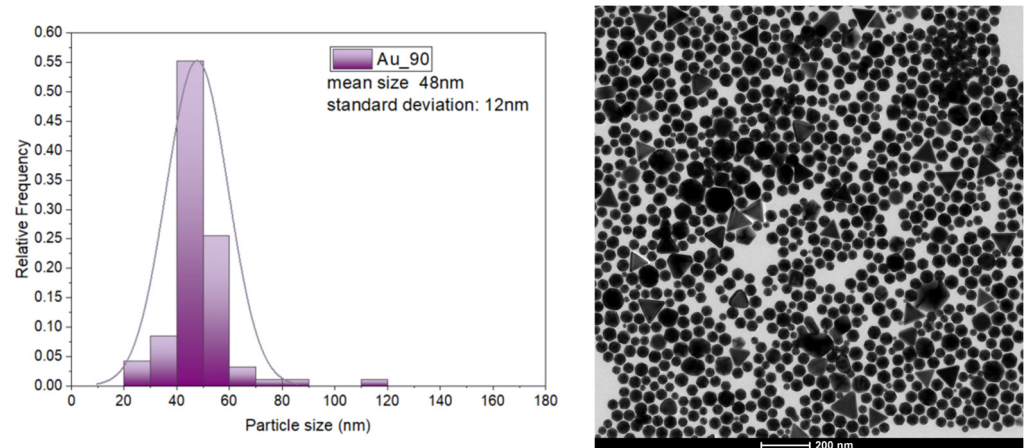 0.60
0.55
0.50
0.45
0.40
0.35
0.30
0.25
0.20
0.15
0.10
0.05
0.00
Relative Frequency
Au_90
mean size 48nm
standard deviation: 12nm
0 20 40 60 80 100 120 140 160 180
Particle size (nm)
200 nm